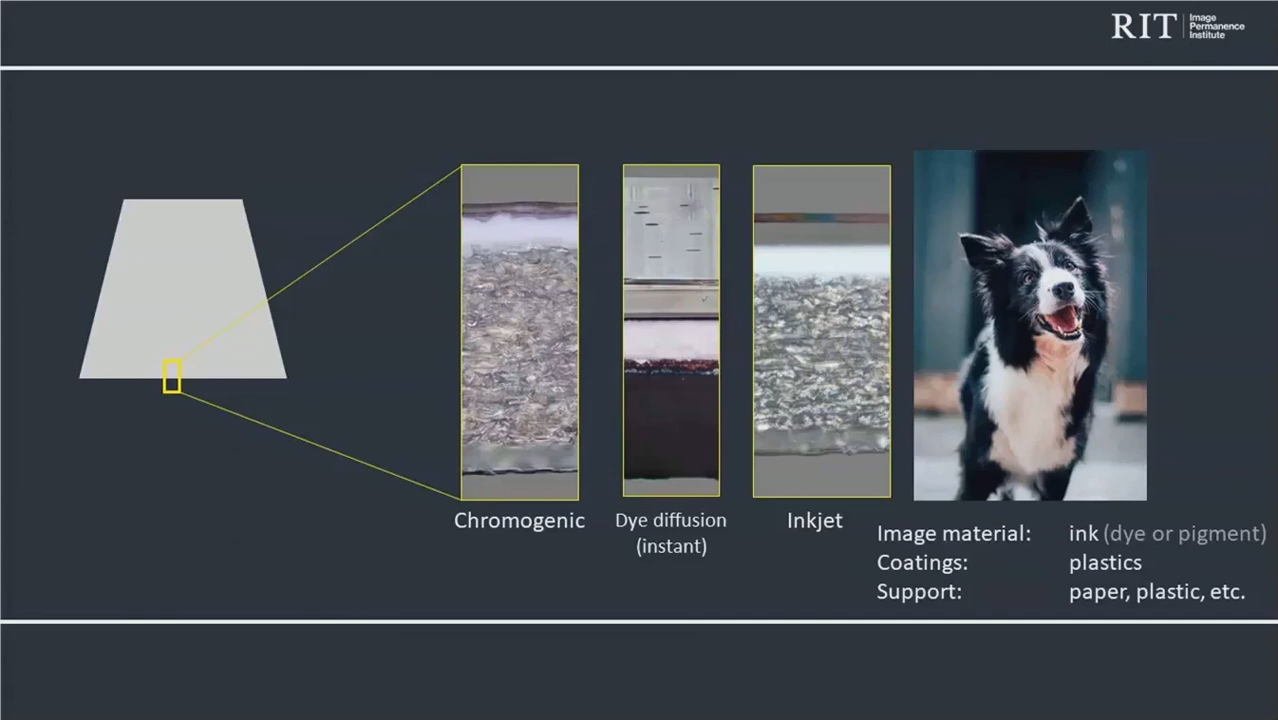 RIT
Image
Permanence
Institute
Chromogenic
Dye diffusion
(instant)
Inkjet
Image material: ink (dye or pigment)
Coatings: plastics
Support: paper, plastic, etc.